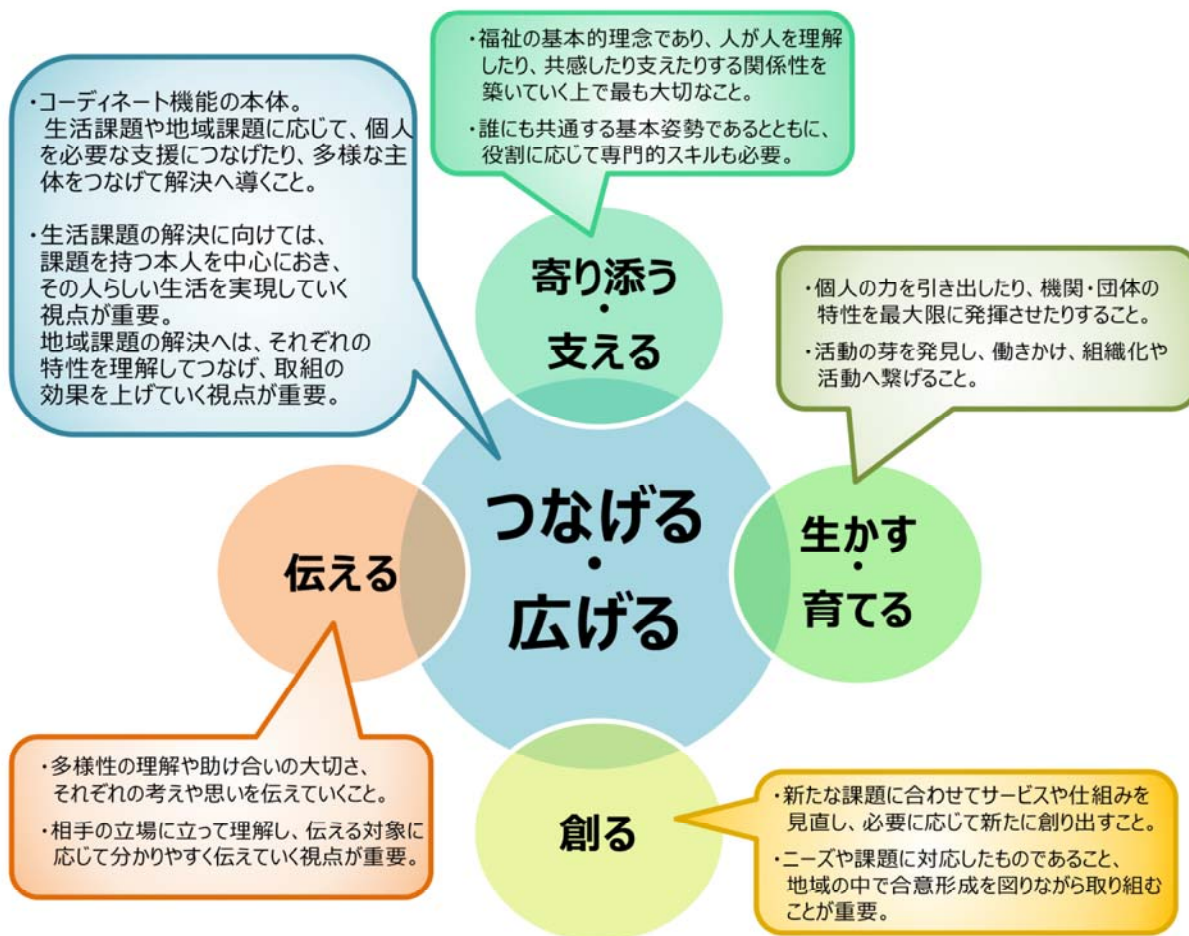 ・福祉の基本的理念であり、人が人を理解
したり、共感したり支えたりする関係性を
築いていく上で最も大切なこと。
・誰にも共通する基本姿勢であるとともに、
役割に応じて専門的スキルも必要。
・コーディネート機能の本体。
生活課題や地域課題に応じて、個人
を必要な支援につなげたり、多様な主
体をつなげて解決へ導くこと。
・生活課題の解決に向けては、
課題を持つ本人を中心におき、
その人らしい生活を実現していく
視点が重要。
地域課題の解決へは、それぞれの
特性を理解してつなげ、取組の
効果を上げていく視点が重要。
寄り添う
・
支える
・個人の力を引き出したり、機関・団体の
特性を最大限に発揮させたりすること。
・活動の芽を発見し、働きかけ、組織化や
活動へ繋げること。
つなげる
・
広げる
伝える
生かす
・
育てる
・多様性の理解や助け合いの大切さ、
それぞれの考えや思いを伝えていくこと。
・相手の立場に立って理解し、伝える対象に
応じて分かりやすく伝えていく視点が重要。
創る
・新たな課題に合わせてサービスや仕組みを
見直し、必要に応じて新たに創り出すこと。
・ニーズや課題に対応したものであること、
地域の中で合意形成を図りながら取り組む
ことが重要。